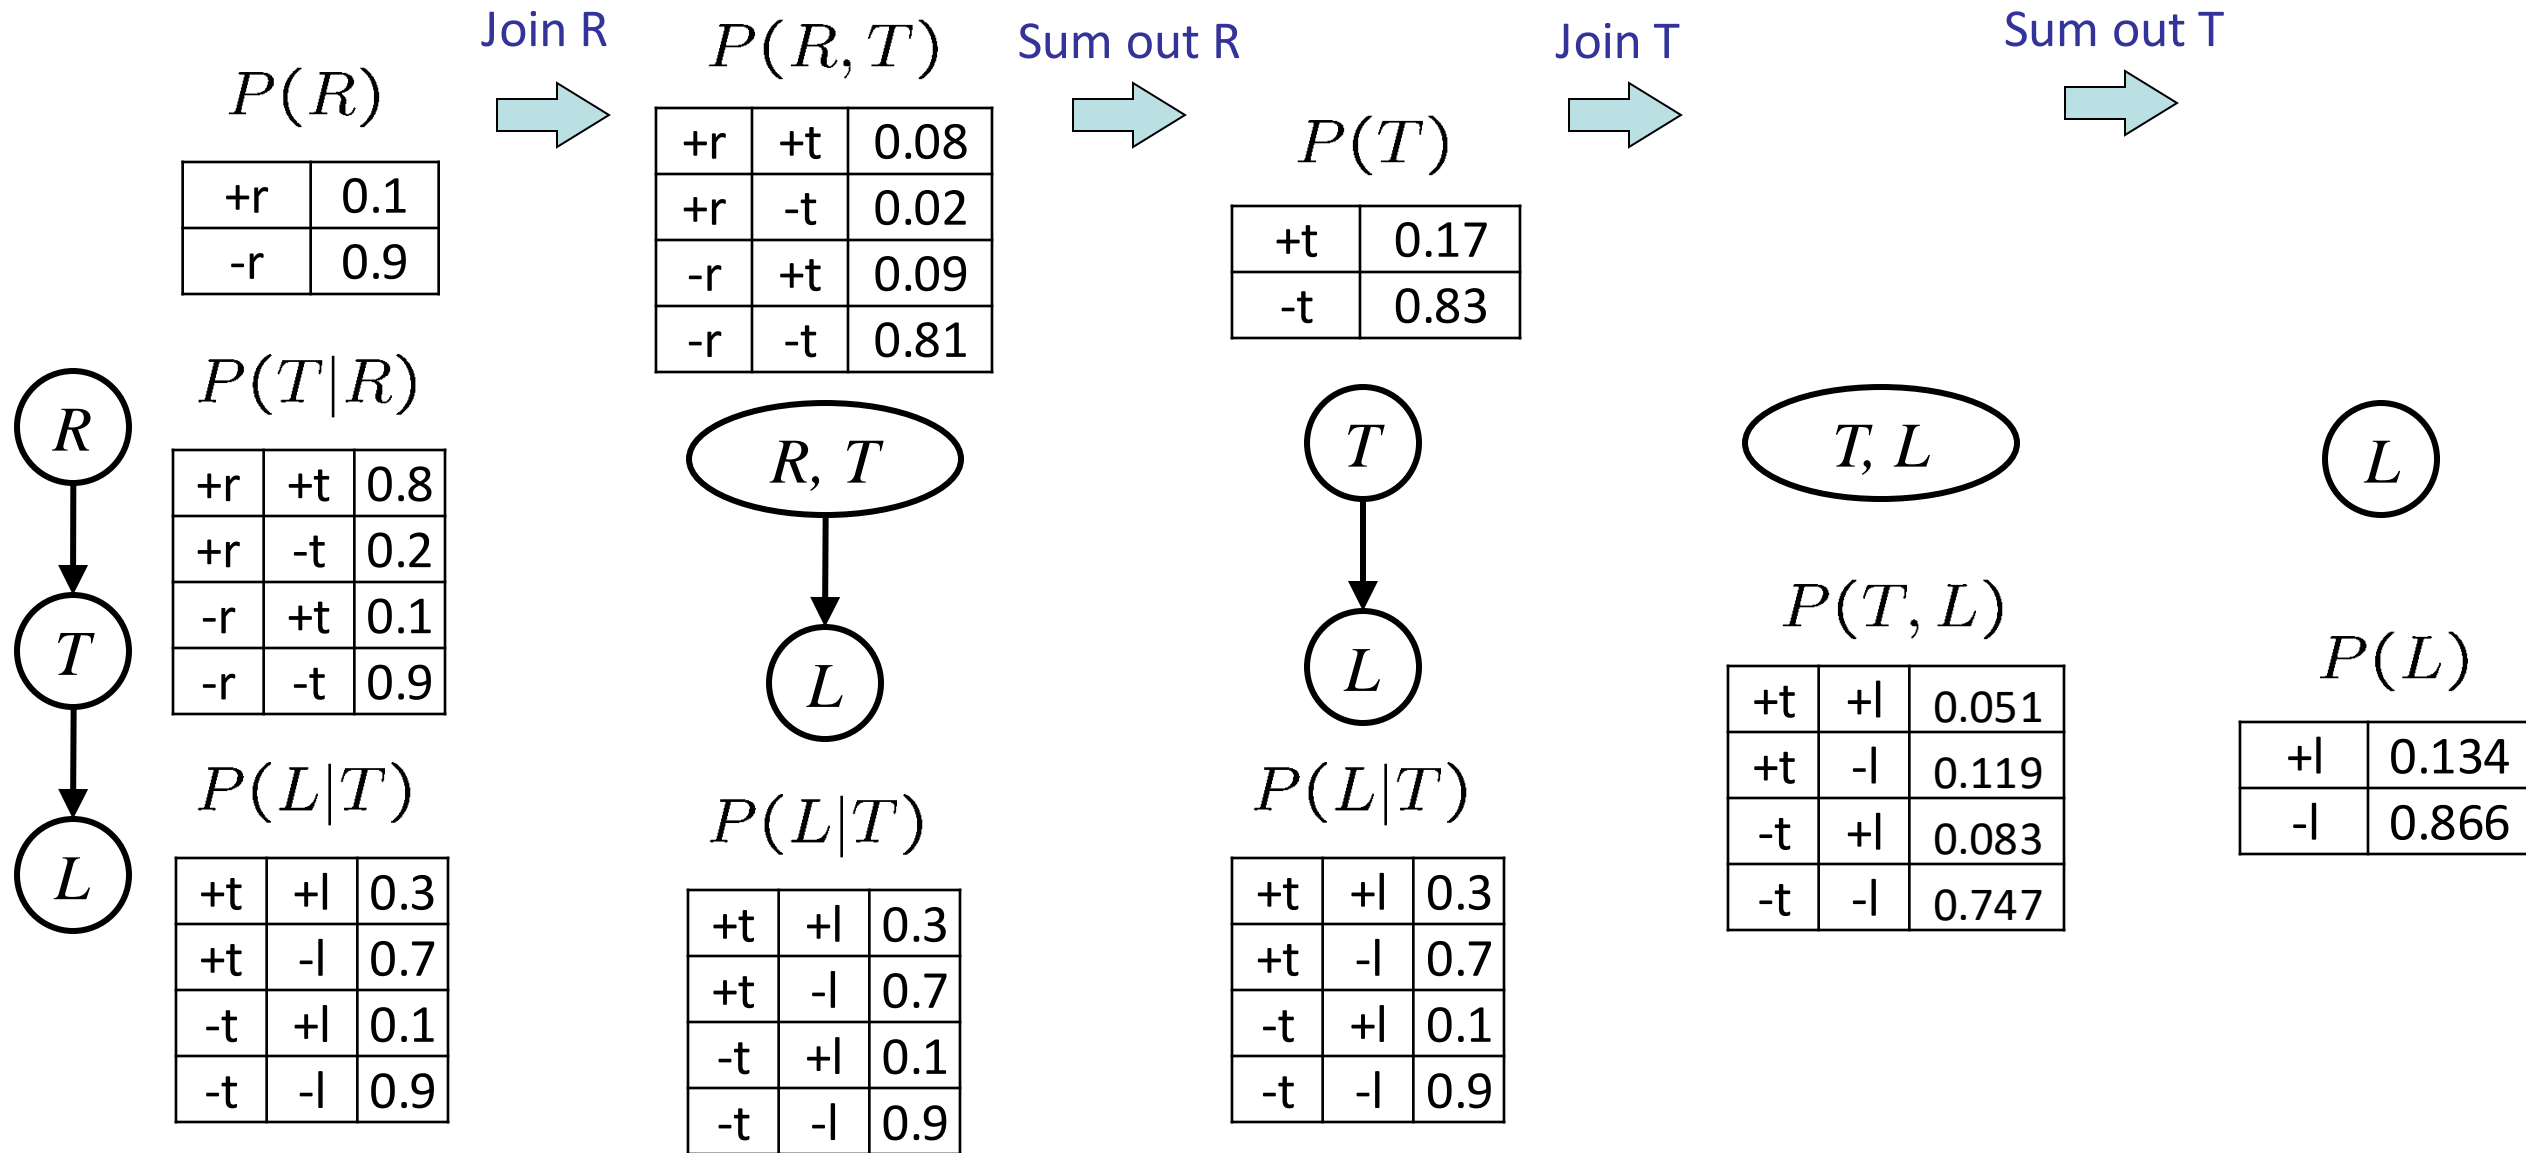 Join R
Sum out R
Join T
Sum out T
P(R)
+r 0.1
-r 0.9
P(T|R)
+r +t 0.8
+r -t 0.2
-r +t 0.1
-r -t 0.9
P(L|T)
+t +l 0.3
+t -l 0.7
-t +l 0.1
-t -l 0.9
R
T
L
P(R, T)
+r +t 0.08
+r -t 0.02
-r +t 0.09
-r -t 0.81
R, T
L
P(L|T)
+t +l 0.3
+t -l 0.7
-t +l 0.1
-t -l 0.9
P(T)
+t 0.17
-t 0.83
T
L
P(L|T)
+t +l 0.3
+t -l 0.7
-t +l 0.1
-t -l 0.9
T, L
P(T, L)
+t +l 0.051
+t -l 0.119
-t +l 0.083
-t -l 0.747
L
P(L)
+l 0.134
-l 0.866